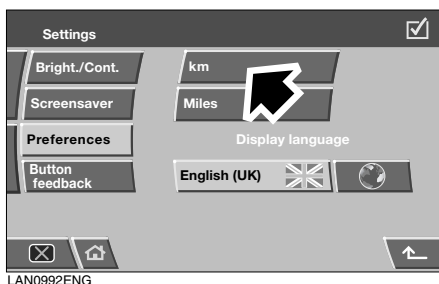 Settings
Bright./Cont.
km
Screensaver
Miles
Preferences
Display language
Button
feedback
English (UK)
LAN0992ENG